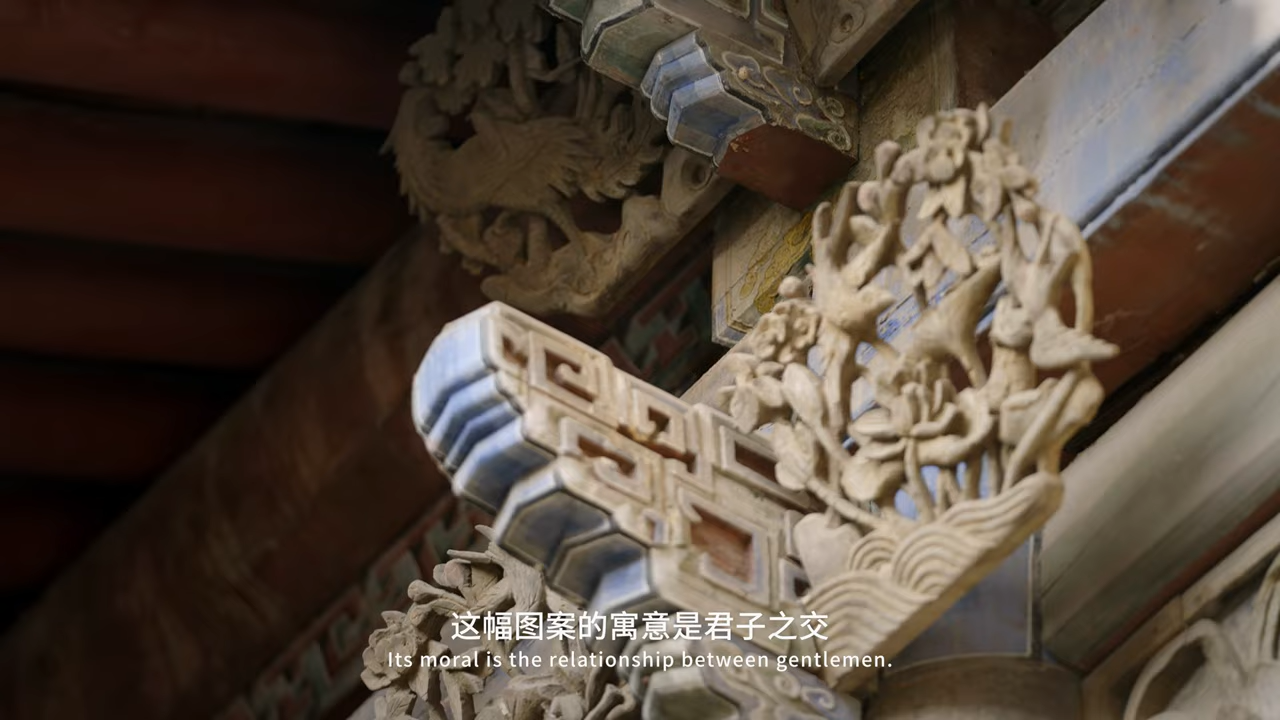 这幅图案的寓意是君子之交
Its moral is the relationship between gentlemen.